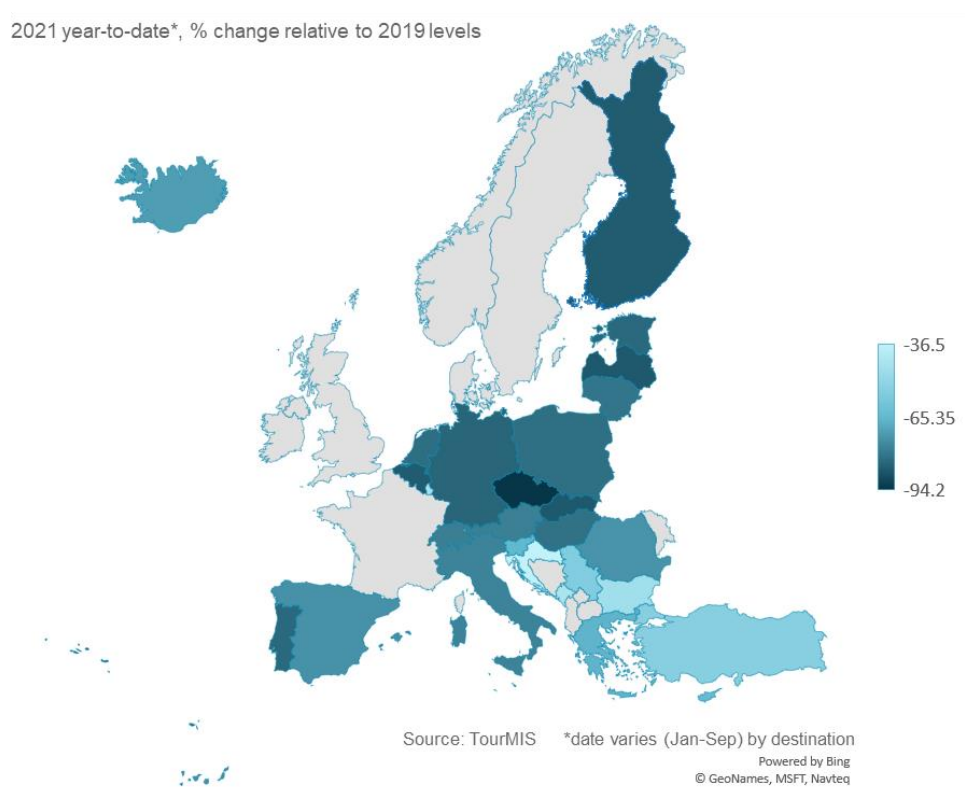 2021 year-to-date*, % change relative to 2019 levels
-36.5
-65.35
-94.2
Source: TourMIS *date varies (Jan-Sep) by destination
Powered by Bing
© GeoNames, MSFT, Navteq